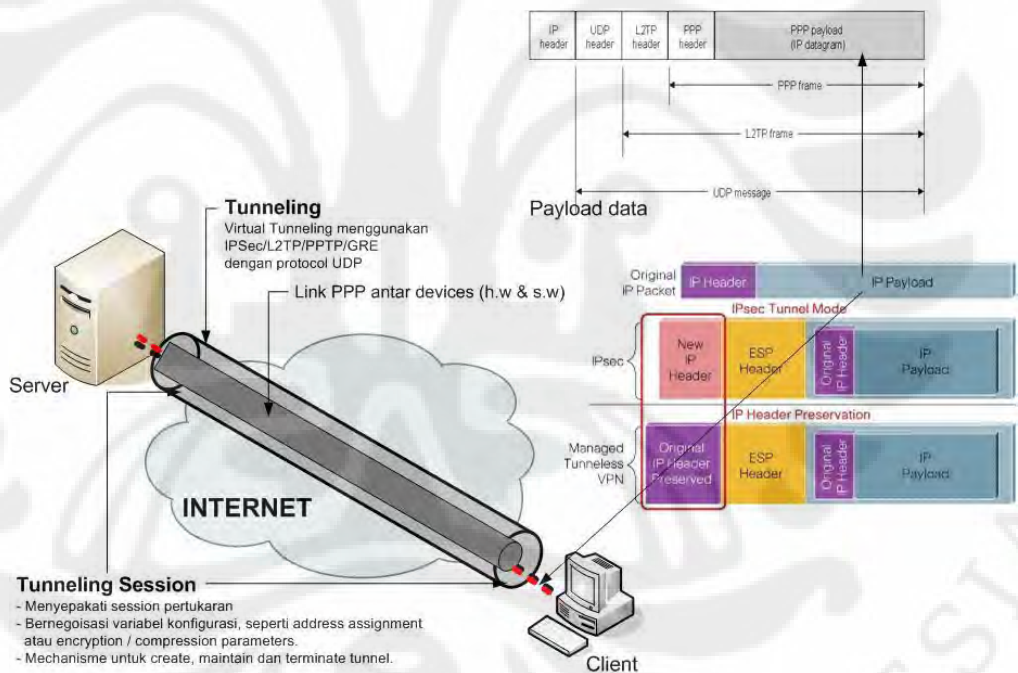 IP header
UDP header
L2TP header
PPP header
PPP payload
(IP datagram)
PPP frame
L2TP frame
UDP message
Payload data
Tunneling
Virtual Tunneling menggunakan
IPSec/L2TP/PPTP/GRE
dengan protocol UDP
Link PPP antar devices (h.w & s.w)
Server
INTERNET
Original
IP Packet
IP Header
IP Payload
IPsec Tunnel Mode
IPsec
New
IP
Header
ESP
Header
Original
IP Header
IP
Payload
IP Header Preservation
Managed
Tunneless
VPN
Original
IP Header
Preserved
ESP
Header
Original
IP Header
IP
Payload
Tunneling Session
- Menyepakati session pertukaran
- Bernegoisasi variabel konfigurasi, seperti address assignment
atau encryption / compression parameters.
- Mechanisme untuk create, maintain dan terminate tunnel.
Client